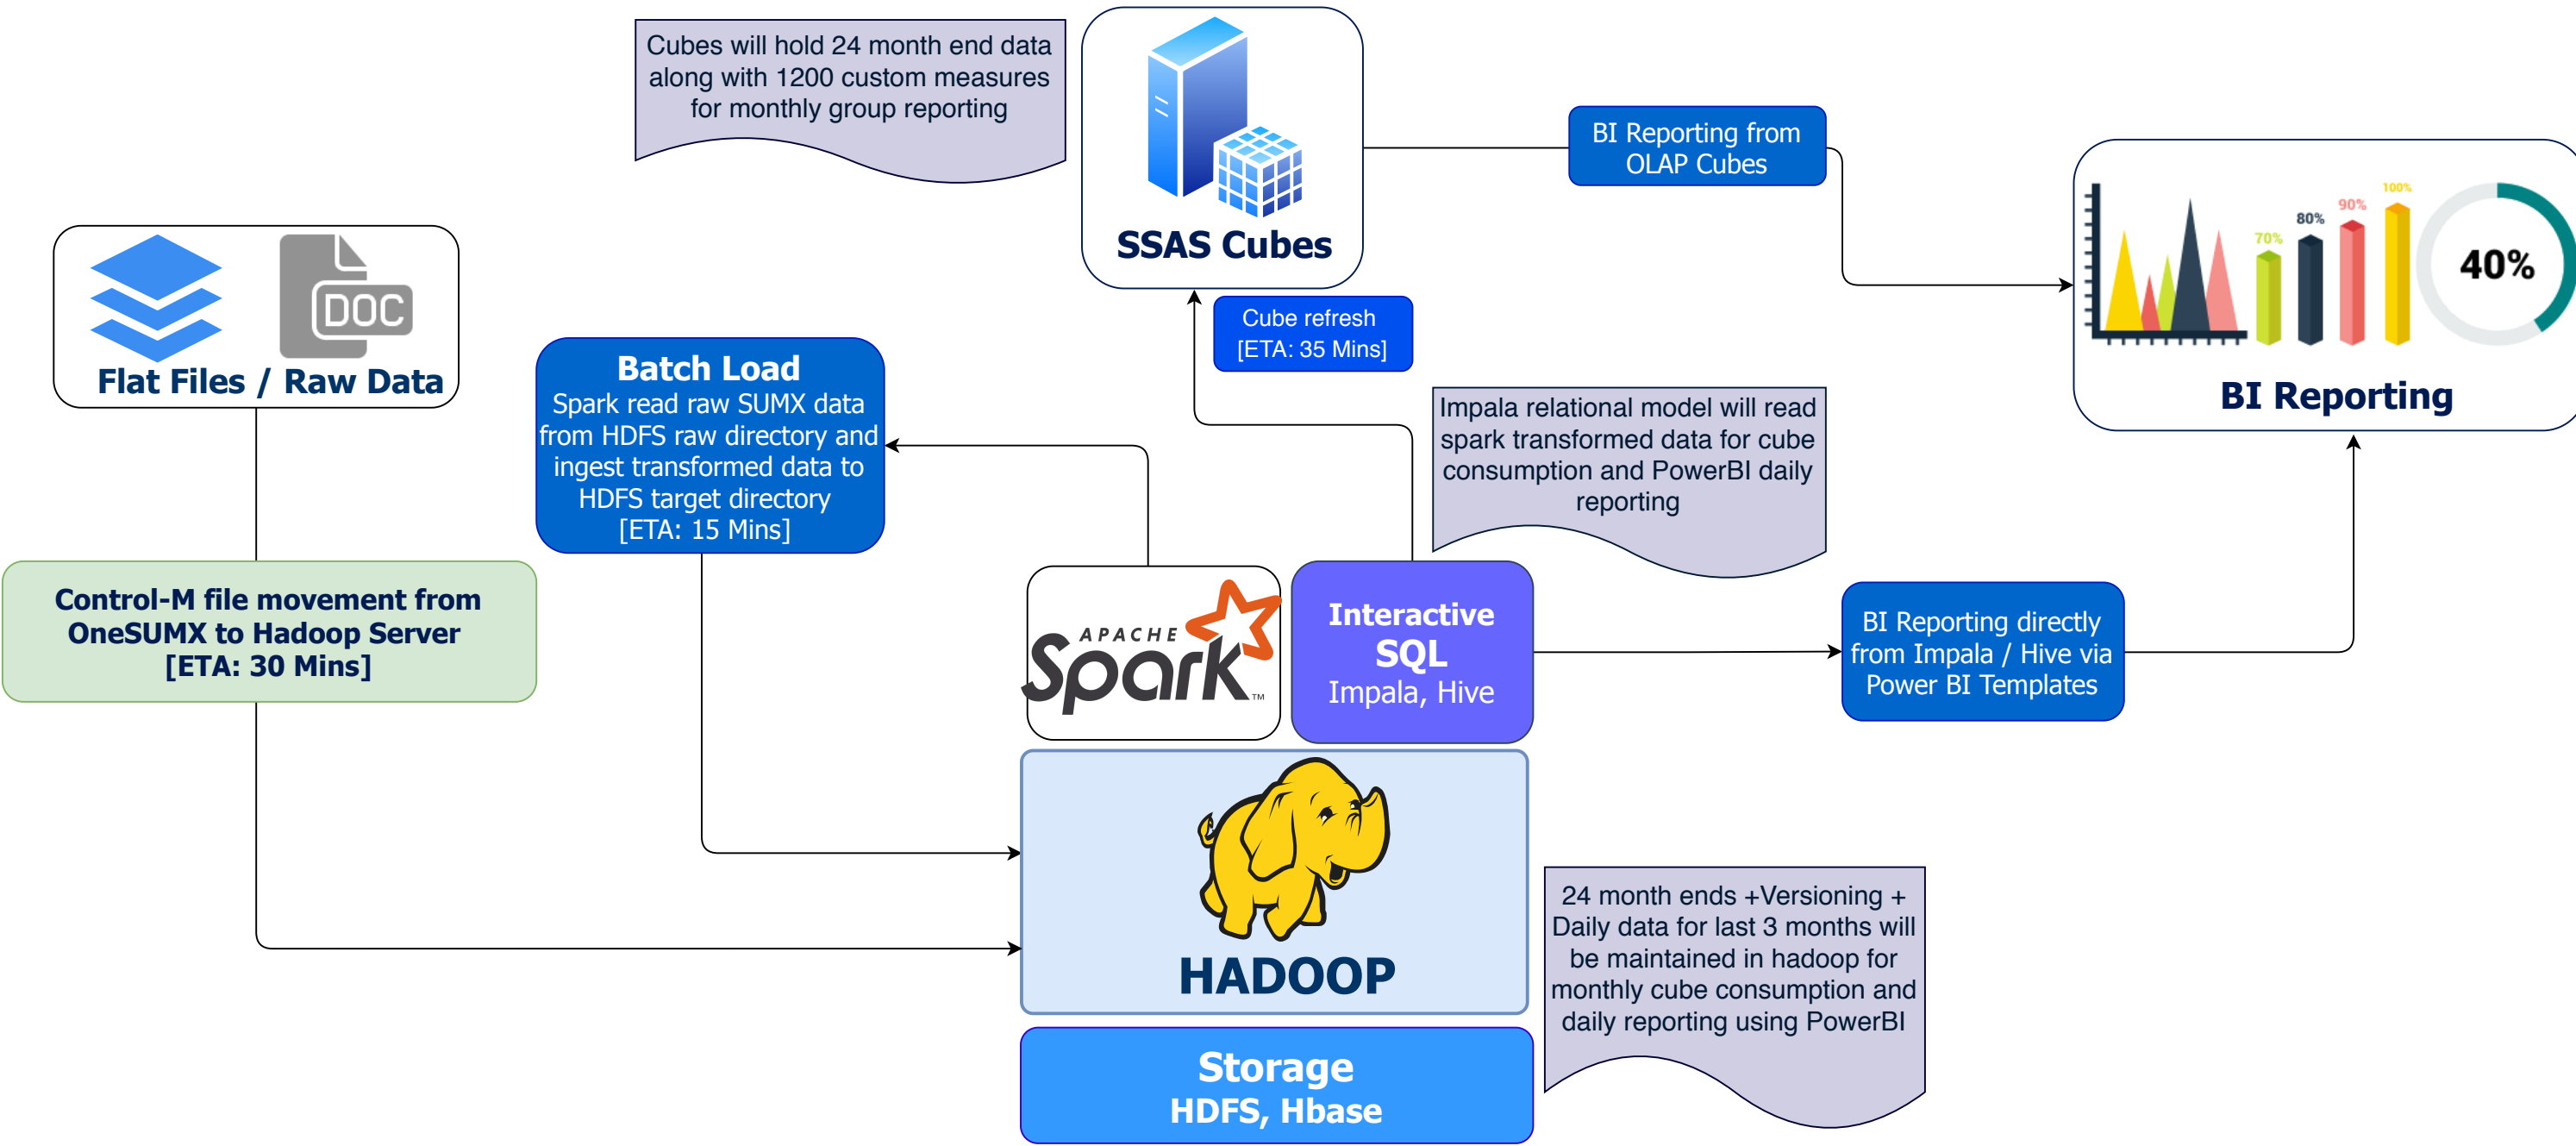 Cubes will hold 24 month end data
along with 1200 custom measures
for monthly group reporting
SSAS Cubes
BI Reporting from
OLAP Cubes
70%
80%
90%
100%
40%
BI Reporting
DOC
Flat Files / Raw Data
Cube refresh
[ETA: 35 Mins]
Batch Load
Spark read raw SUMX data
from HDFS raw directory and
ingest transformed data to
HDFS target directory
[ETA: 15 Mins]
Impala relational model will read
spark transformed data for cube
consumption and PowerBI daily
reporting
Control-M file movement from
OneSUMX to Hadoop Server
[ETA: 30 Mins]
APACHE
Spark™
Interactive
SQL
Impala, Hive
BI Reporting directly
from Impala / Hive via
Power BI Templates
HADOOP
24 month ends +Versioning +
Daily data for last 3 months will
be maintained in hadoop for
monthly cube consumption and
daily reporting using PowerBI
Storage
HDFS, Hbase